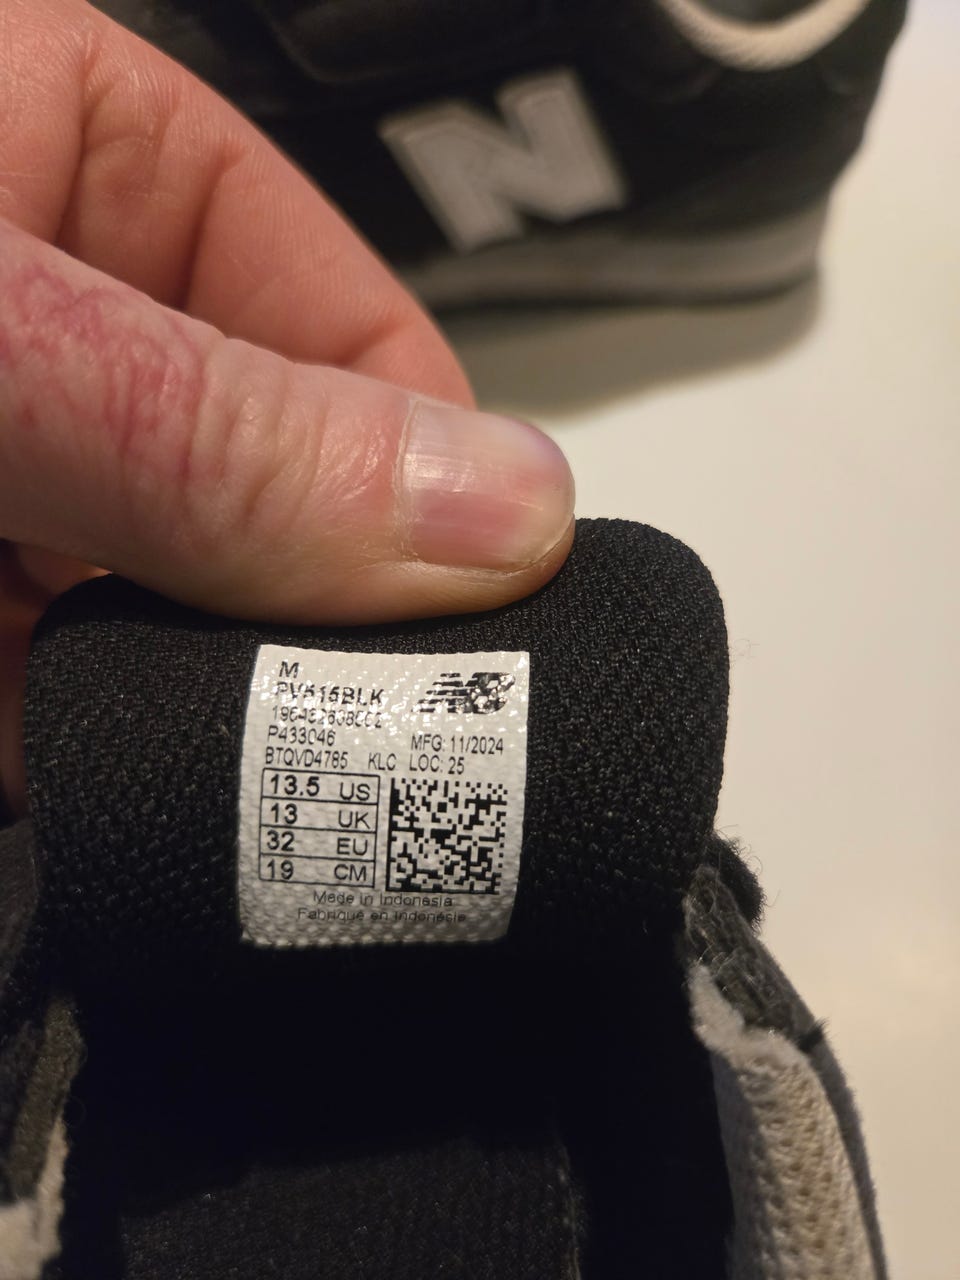 N
M
NB
PV515BLK
P433046
MFG: 11/2024
BTQVD4785 KLC LOC: 25
13.5 US
13 UK
32 EU
19 CM
Made in Indonesia
Fabriqué en Indonésie